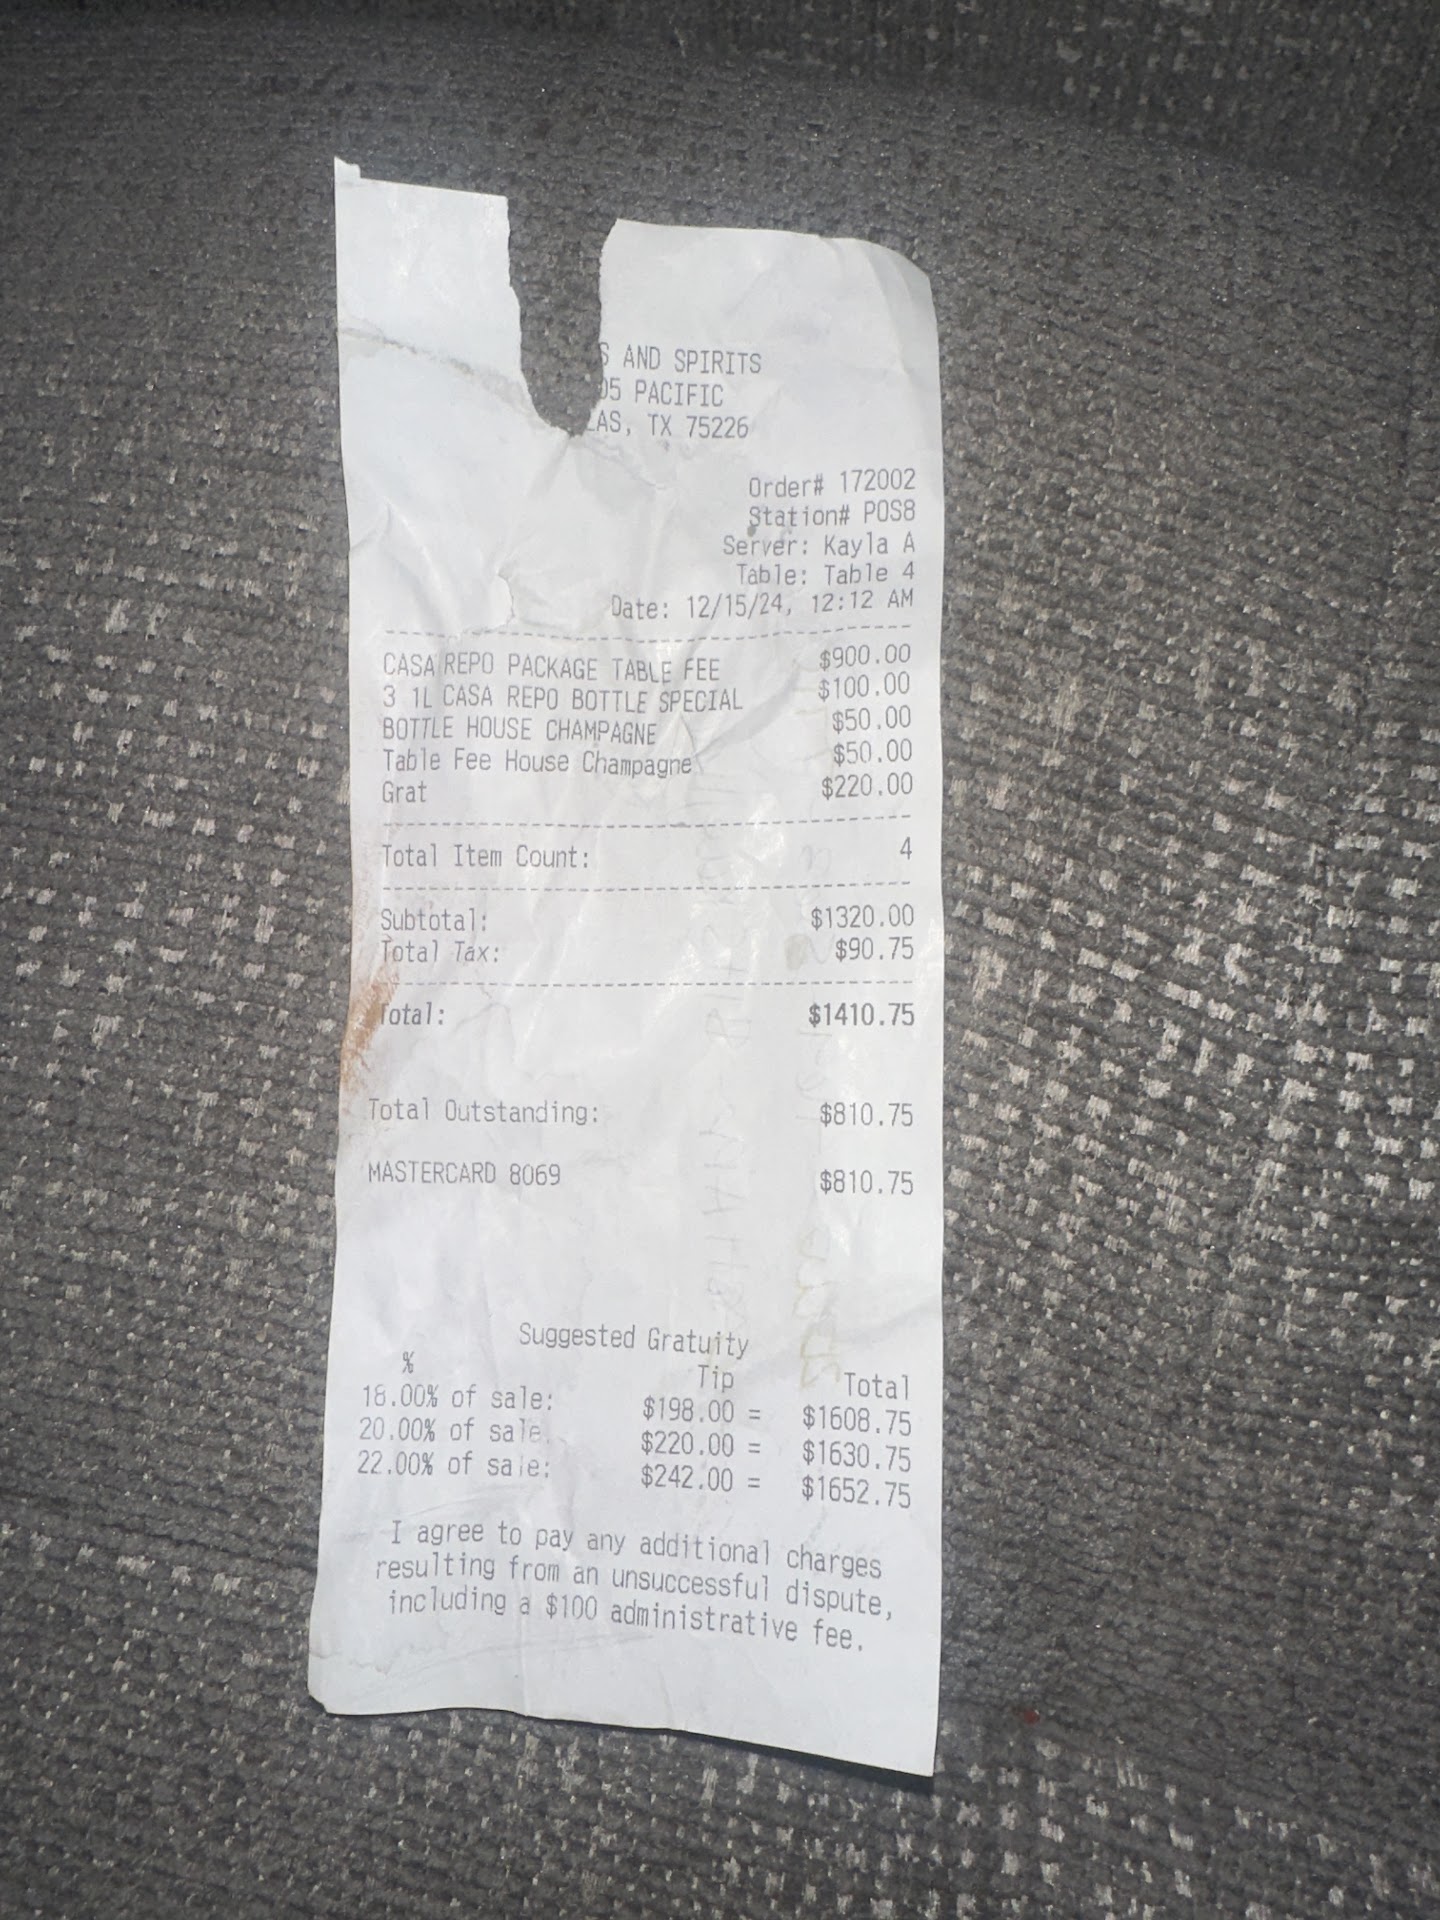 S AND SPIRITS
05 PACIFIC
LAS, TX 75226
Order# 172002
Station# POS8
Server: Kayla A
Table: Table 4
Date: 12/15/24, 12:12 AM
CASA REPO PACKAGE TABLE FEE $900.00
3 1L CASA REPO BOTTLE SPECIAL $100.00
BOTTLE HOUSE CHAMPAGNE $50.00
Table Fee House Champagne $50.00
Grat $220.00
Total Item Count: 4
Subtotal: $1320.00
Total Tax: $90.75
Total: $1410.75
Total Outstanding: $810.75
MASTERCARD 8069 $810.75
Suggested Gratuity
% Tip Total
18.00% of sale: $198.00 = $1608.75
20.00% of sale: $220.00 = $1630.75
22.00% of sale: $242.00 = $1652.75
I agree to pay any additional charges
resulting from an unsuccessful dispute,
including a $100 administrative fee.